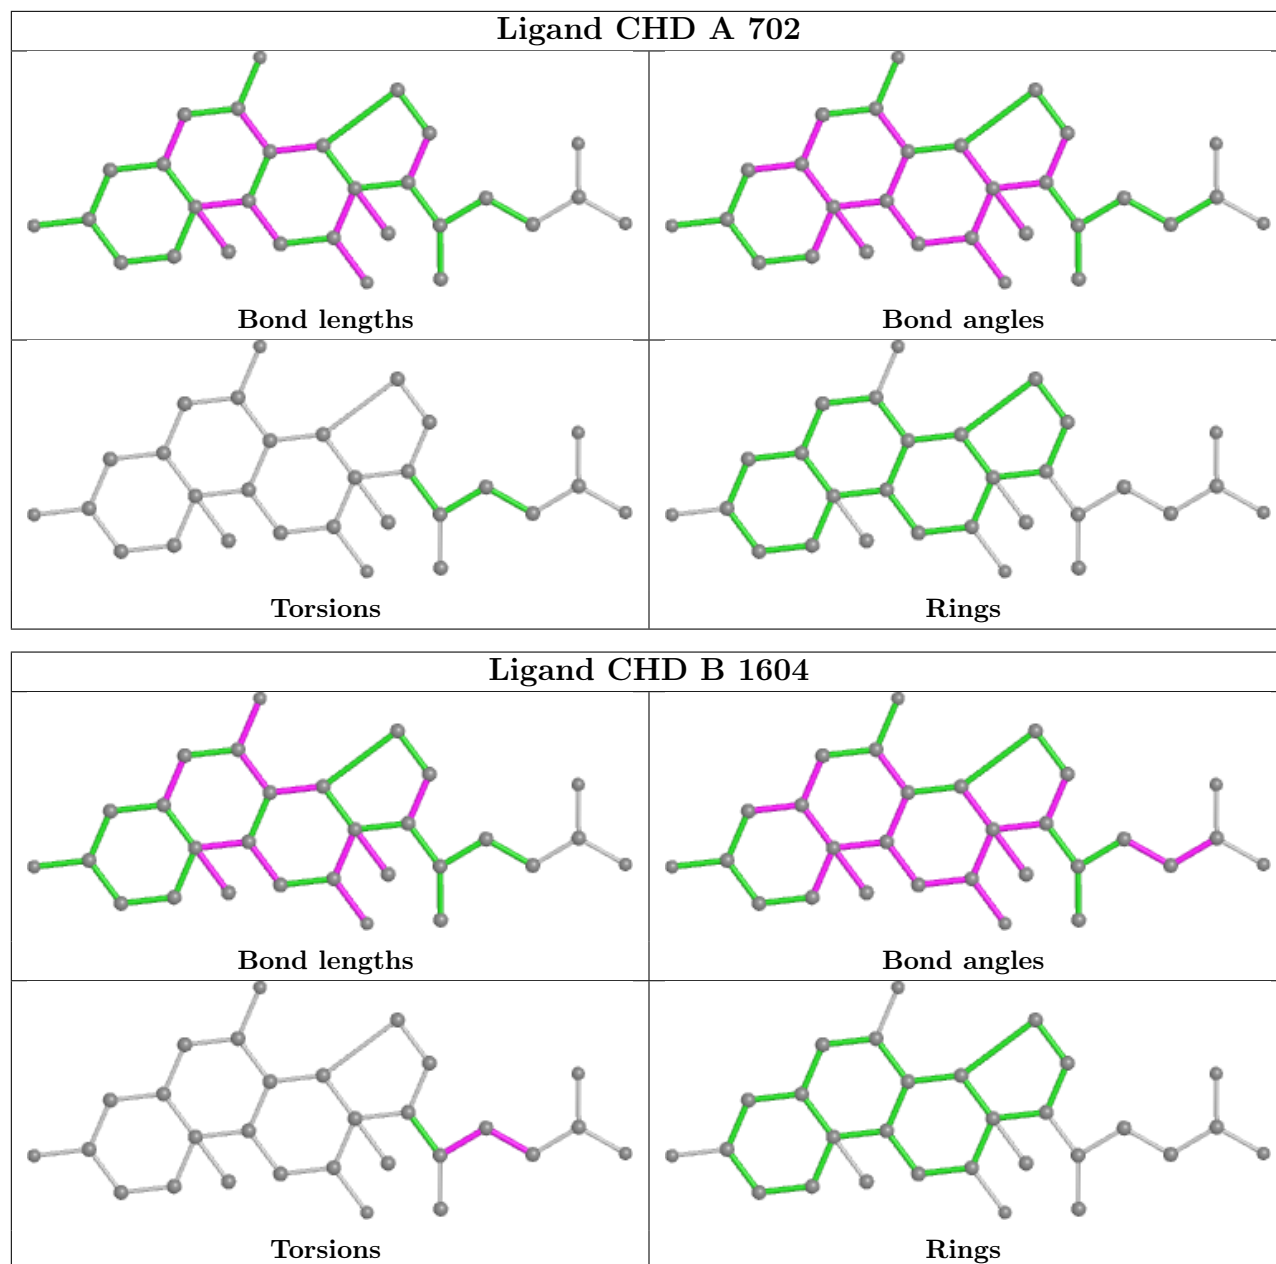 Ligand CHD A 702
Bond lengths
Bond angles
Torsions
Rings
Ligand CHD B 1604
Bond lengths
Bond angles
Torsions
Rings